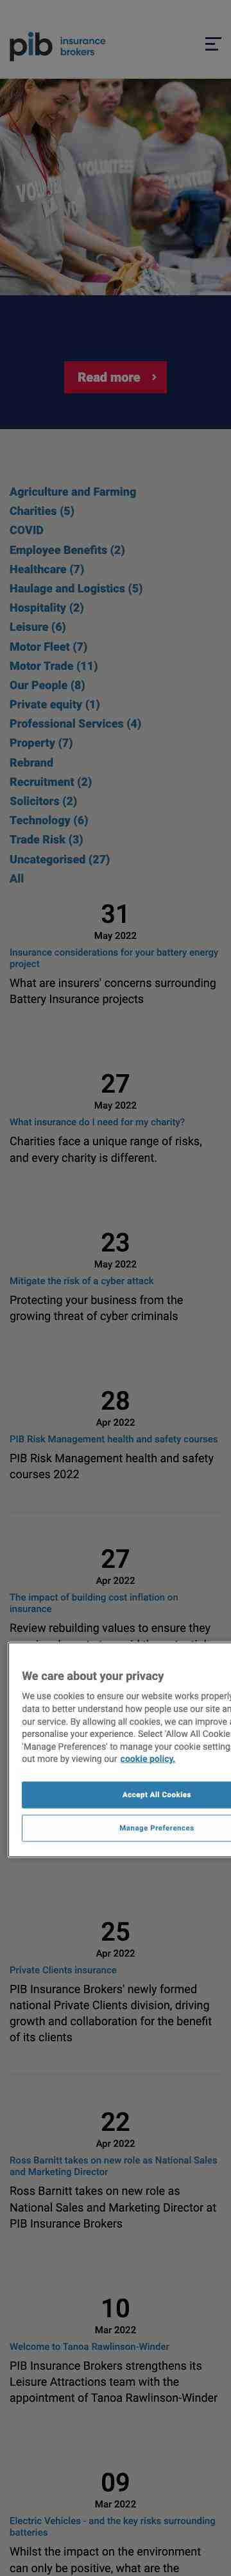 pib insurance
brokers
VOLUNTEER
VOLUNTEER
Read more
Agriculture and Farming
Charities (5)
COVID
Employee Benefits (2)
Healthcare (7)
Haulage and Logistics (5)
Hospitality (2)
Leisure (6)
Motor Fleet (7)
Motor Trade (11)
Our People (8)
Private equity (1)
Professional Services (4)
Property (7)
Rebrand
Recruitment (2)
Solicitors (2)
Technology (6)
Trade Risk (3)
Uncategorised (27)
All
31
May 2022
Insurance considerations for your battery energy
project
What are insurers' concerns surrounding
Battery Insurance projects
27
May 2022
What insurance do I need for my charity?
Charities face a unique range of risks,
and every charity is different.
23
May 2022
Mitigate the risk of a cyber attack
Protecting your business from the
growing threat of cyber criminals
28
Apr 2022
PIB Risk Management health and safety courses
PIB Risk Management health and safety
courses 2022
27
Apr 2022
The impact of building cost inflation on
insurance
Review rebuilding values to ensure they
We care about your privacy
We use cookies to ensure our website works properly
data to better understand how people use our site an
our service. By allowing all cookies, we can improve a
personalise your experience. Select 'Allow All Cookie
'Manage Preferences' to manage your cookie setting
out more by viewing our cookie policy.
Accept All Cookies
Manage Preferences
25
Apr 2022
Private Clients insurance
PIB Insurance Brokers' newly formed
national Private Clients division, driving
growth and collaboration for the benefit
of its clients
22
Apr 2022
Ross Barnitt takes on new role as National Sales
and Marketing Director
Ross Barnitt takes on new role as
National Sales and Marketing Director at
PIB Insurance Brokers
10
Mar 2022
Welcome to Tanoa Rawlinson-Winder
PIB Insurance Brokers strengthens its
Leisure Attractions team with the
appointment of Tanoa Rawlinson-Winder
09
Mar 2022
Electric Vehicles - and the key risks surrounding
batteries
Whilst the impact on the environment
can only be positive, what are the